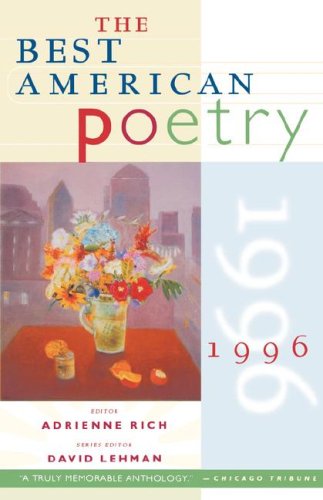 THE
BEST
AMERICAN
poetry
1996
1996
EDITOR
ADRIENNE RICH
SERIES EDITOR
DAVID LEHMAN
"A TRULY MEMORABLE ANTHOLOGY." —CHICAGO TRIBUNE